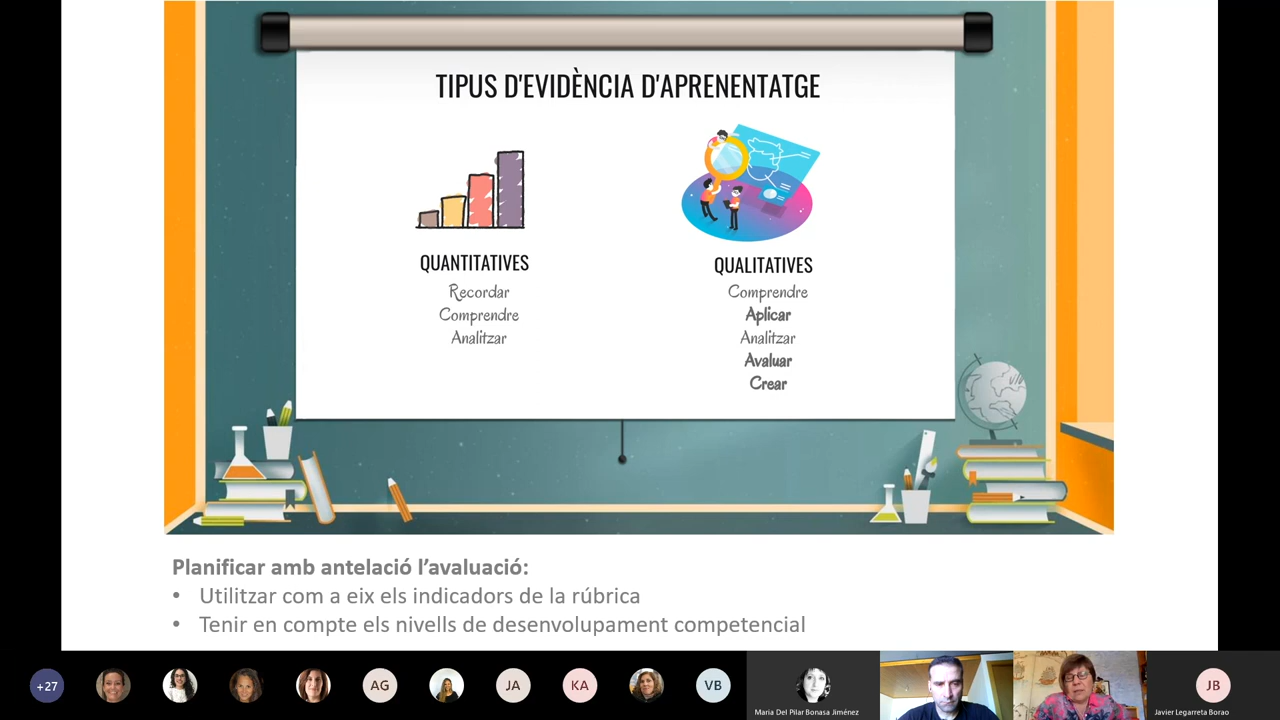 TIPUS D'EVIDÈNCIA D'APRENENTATGE
QUANTITATIVES
Recordar
Comprendre
Analitzar
QUALITATIVES
Comprendre
Aplicar
Analitzar
Avaluar
Crear
Planificar amb antelació l’avaluació:
• Utilitzar com a eix els indicadors de la rúbrica
• Tenir en compte els nivells de desenvolupament competencial
+27
AG
JA
KA
VB
Maria Del Pilar Bonasa Jiménez
JB
Javier Legarreta Borao